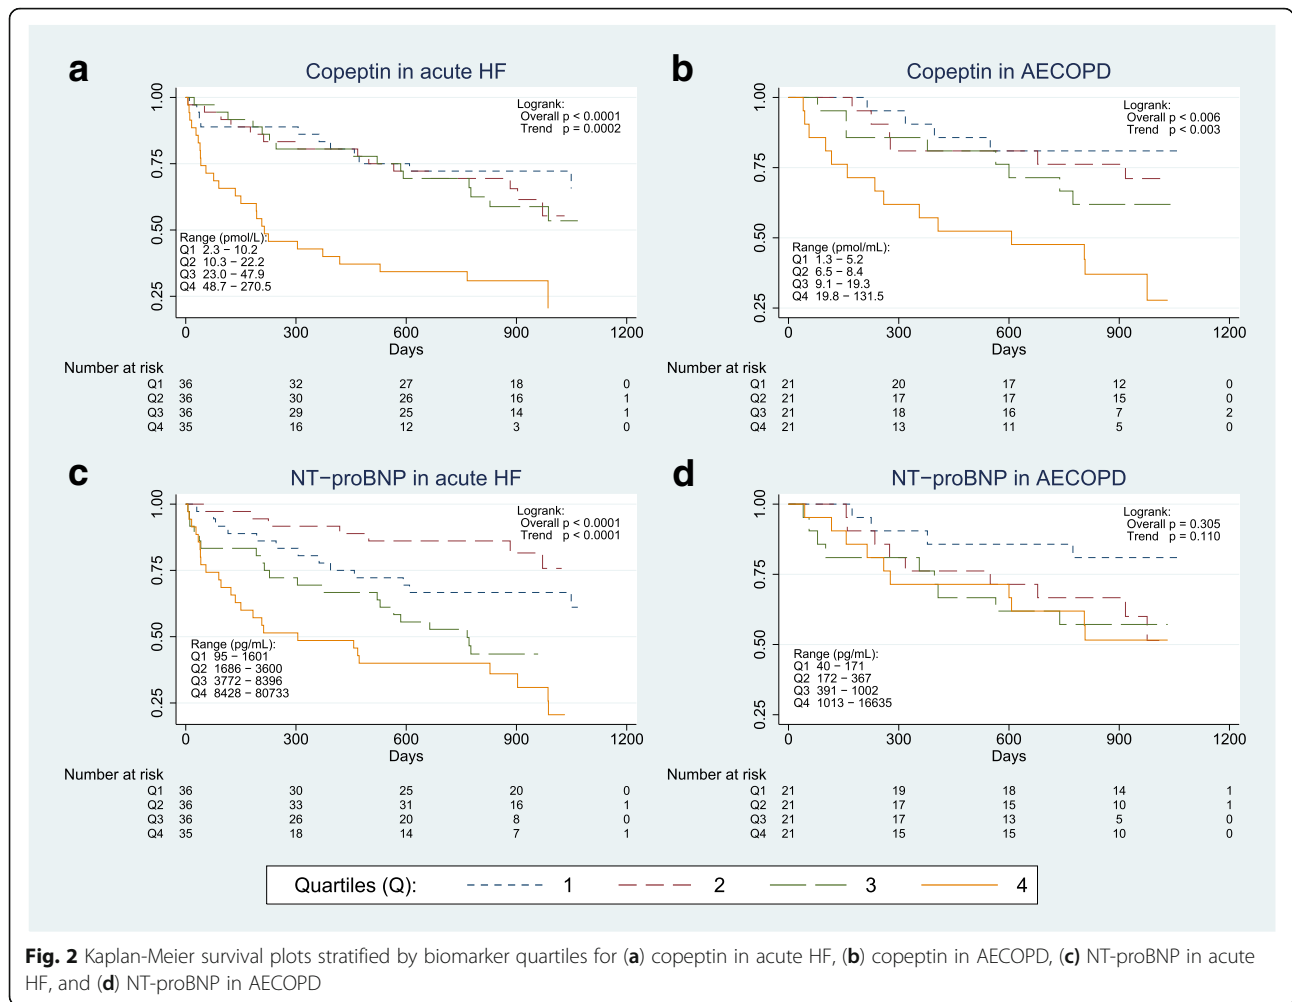 a
Copeptin in acute HF
Logrank:
Overall p < 0.0001
Trend p = 0.0002
1.00
0.75
0.50
0.25
Range (pmol/L):
Q1 2.3 − 10.2
Q2 10.3 − 22.2
Q3 23.0 − 47.9
Q4 48.7 − 270.5
0 300 600 900 1200
Days
Number at risk
Q1 36 32 27 18 0
Q2 36 30 26 16 1
Q3 36 29 25 14 1
Q4 35 16 12 3 0
b
Copeptin in AECOPD
Logrank:
Overall p < 0.006
Trend p < 0.003
1.00
0.75
0.50
0.25
Range (pmol/mL):
Q1 1.3 − 5.2
Q2 6.5 − 8.4
Q3 9.1 − 19.3
Q4 19.8 − 131.5
0 300 600 900 1200
Days
Number at risk
Q1 21 20 17 12 0
Q2 21 17 17 15 0
Q3 21 18 16 7 2
Q4 21 13 11 5 0
c
NT−proBNP in acute HF
Logrank:
Overall p < 0.0001
Trend p < 0.0001
1.00
0.75
0.50
0.25
Range (pg/mL):
Q1 95 − 1601
Q2 1686 − 3600
Q3 3772 − 8396
Q4 8428 − 80733
0 300 600 900 1200
Days
Number at risk
Q1 36 30 25 20 0
Q2 36 33 31 16 1
Q3 36 26 20 8 0
Q4 35 18 14 7 1
d
NT−proBNP in AECOPD
Logrank:
Overall p = 0.305
Trend p = 0.110
1.00
0.75
0.50
0.25
Range (pg/mL):
Q1 40 − 171
Q2 172 − 367
Q3 391 − 1002
Q4 1013 − 16635
0 300 600 900 1200
Days
Number at risk
Q1 21 19 18 14 1
Q2 21 17 15 10 1
Q3 21 17 13 5 0
Q4 21 15 15 10 0
Quartiles (Q): 1 2 3 4
Fig. 2 Kaplan-Meier survival plots stratified by biomarker quartiles for (a) copeptin in acute HF, (b) copeptin in AECOPD, (c) NT-proBNP in acute
HF, and (d) NT-proBNP in AECOPD